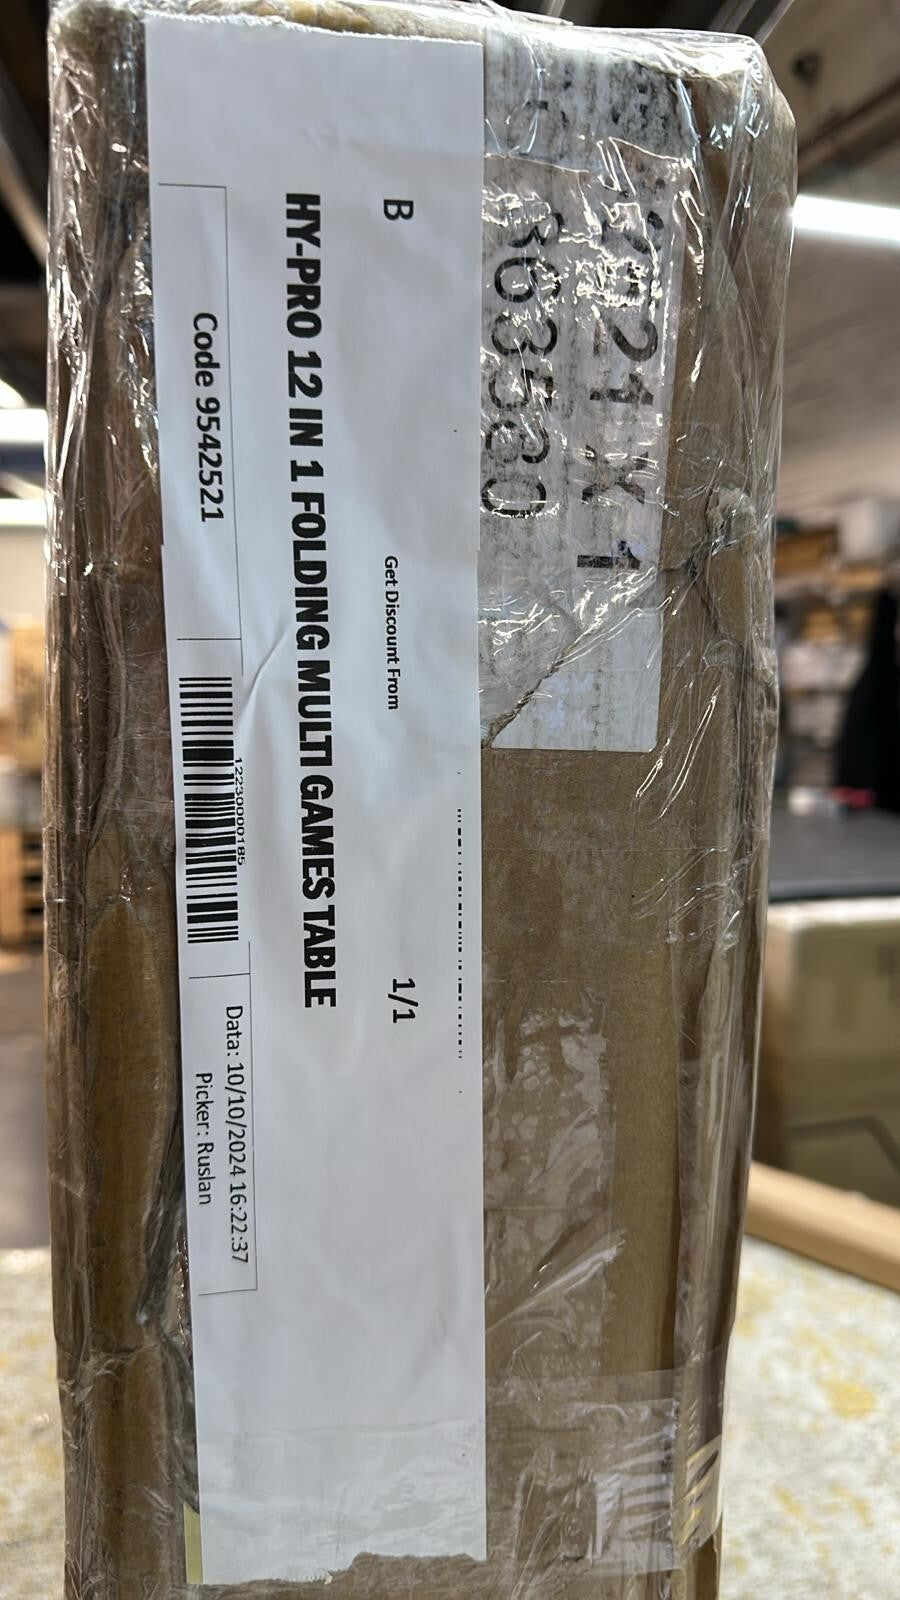 B
Get Discount From
1/1
HY-PRO 12 IN 1 FOLDING MULTI GAMES TABLE
Code 9542521
12230000185
Data: 10/10/2024 16:22:37
Picker: Ruslan